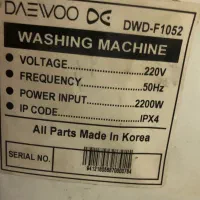 DAEWOO DWD-F1052
WASHING MACHINE
• VOLTAGE 220V
• FREQUENCY 50Hz
• POWER INPUT 2200W
• IP CODE IPX4
All Parts Made In Korea
SERIAL NO.